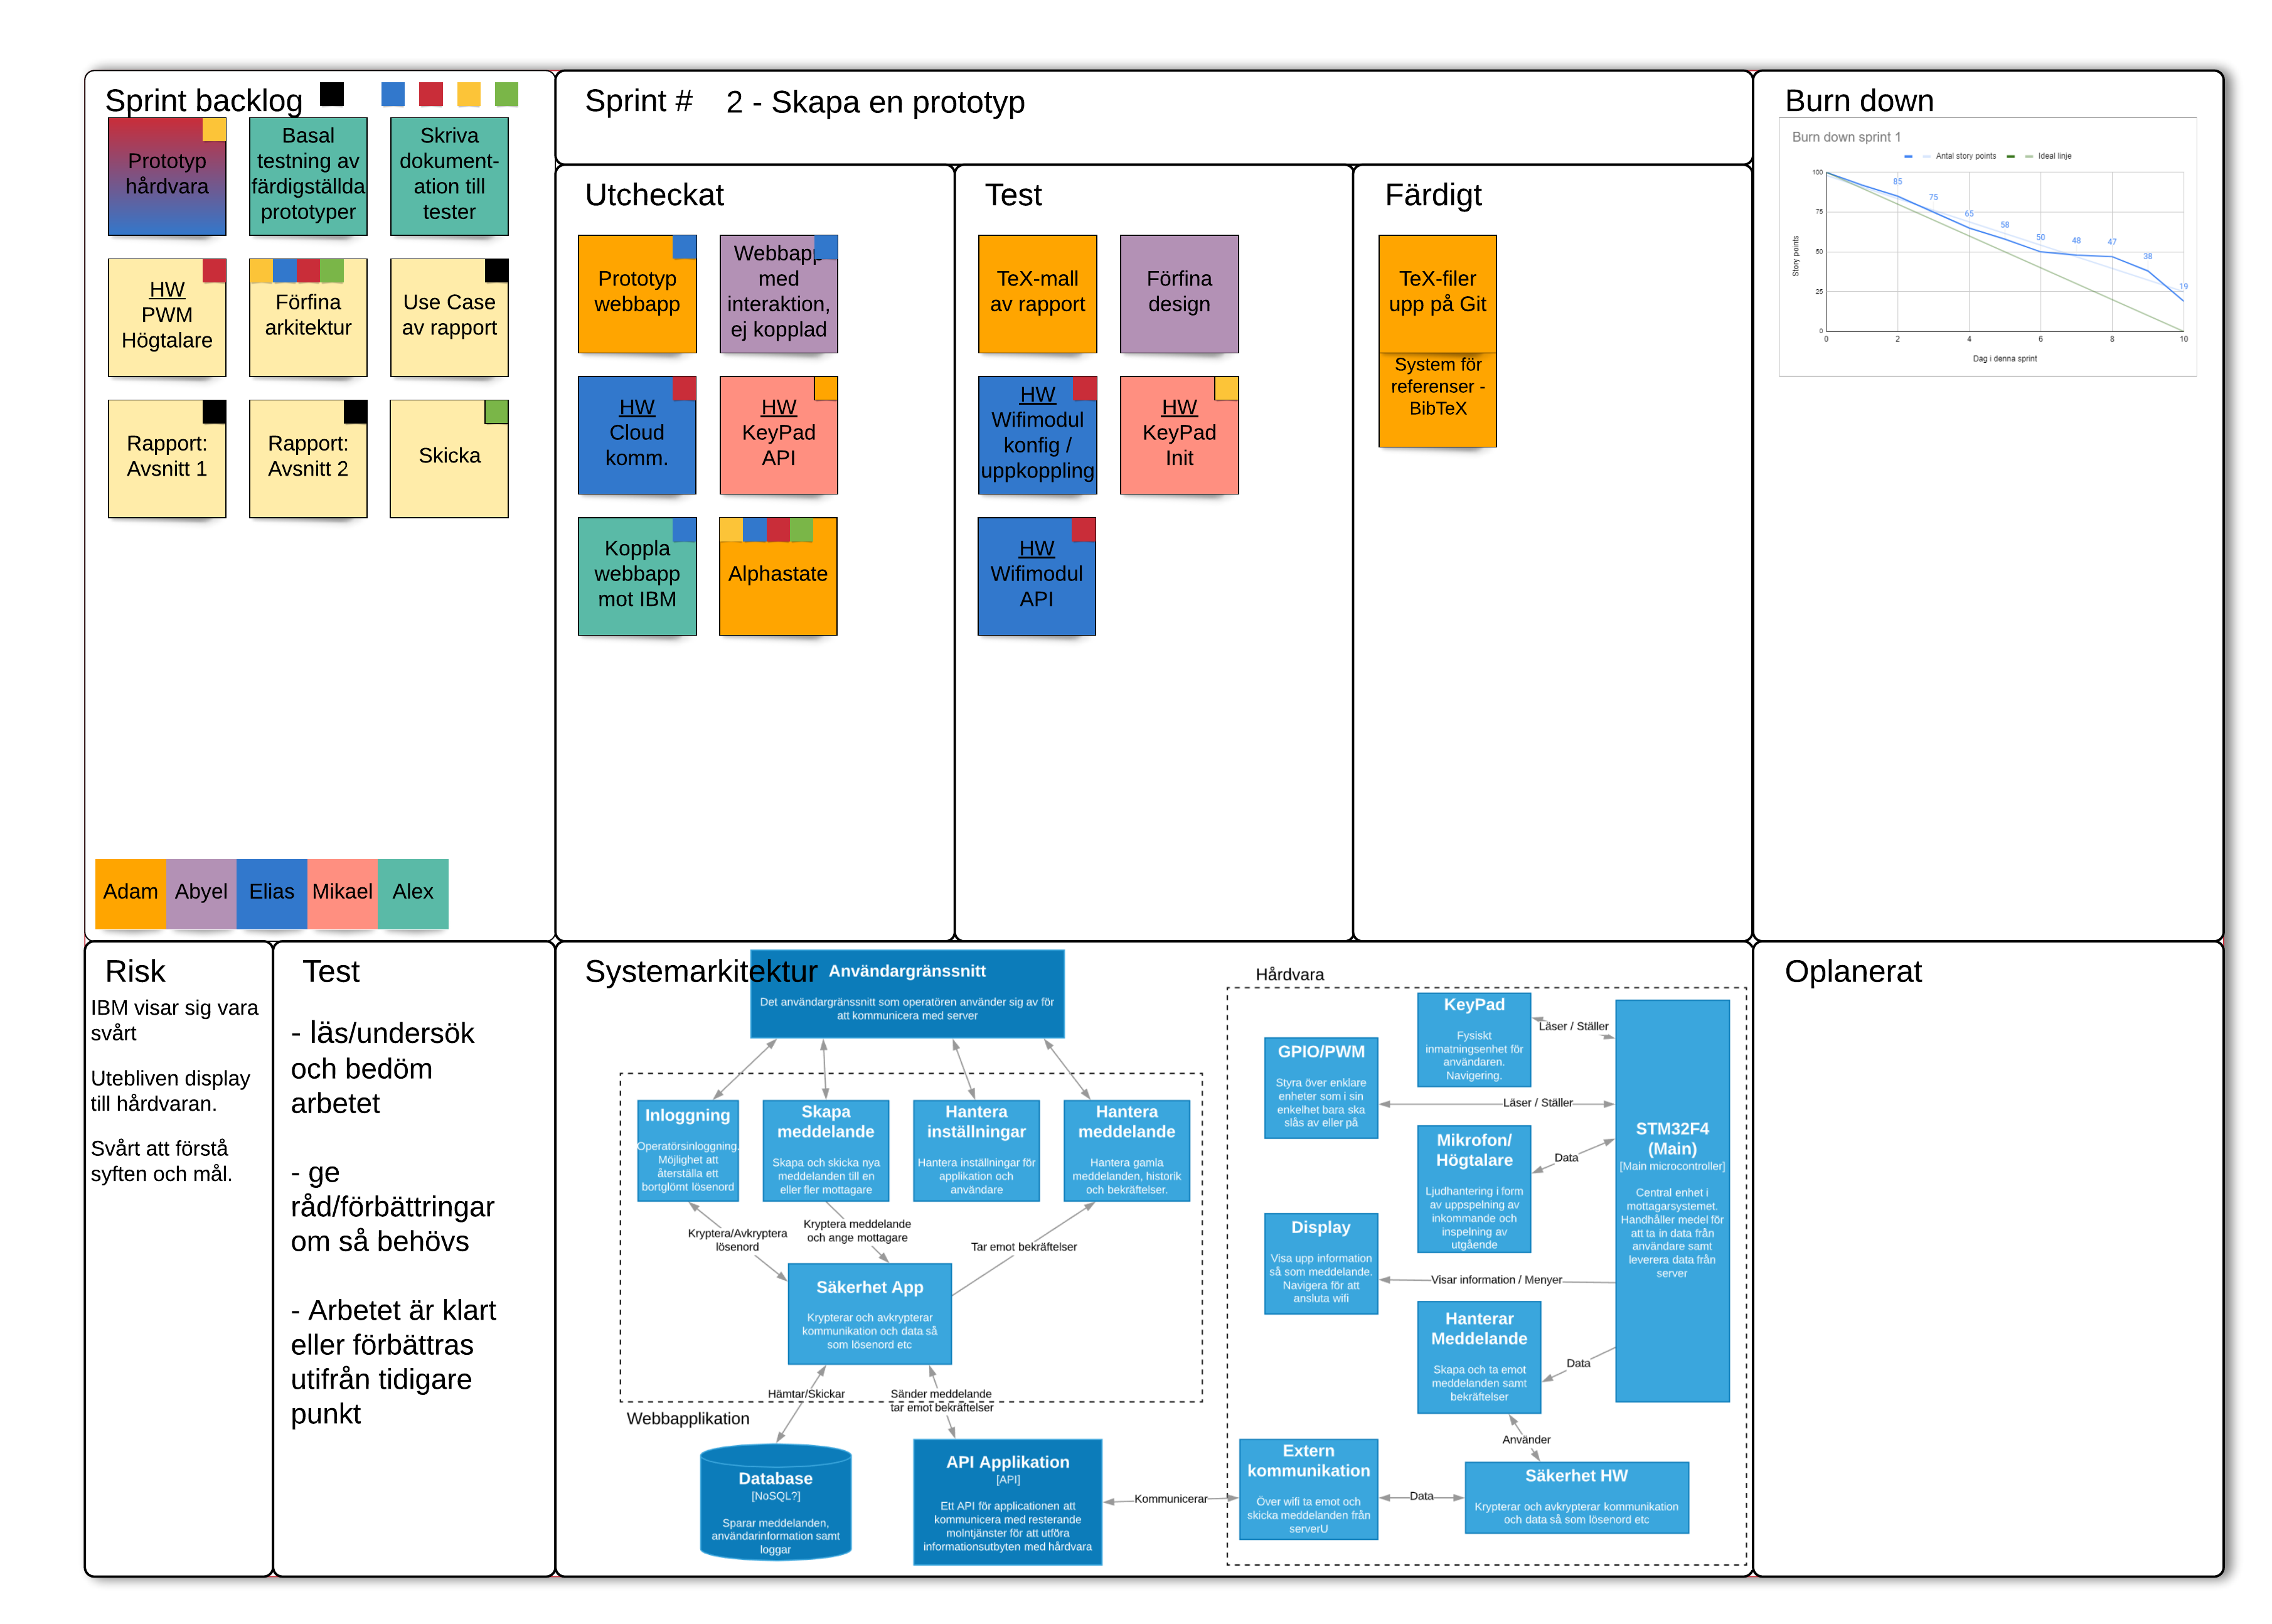 Sprint backlog
Prototyp
hårdvara
Basal
testning av
färdigställda
prototyper
Skriva
dokument-
ation till
tester
HW
PWM
Högtalare
Förfina
arkitektur
Use Case
av rapport
Rapport:
Avsnitt 1
Rapport:
Avsnitt 2
Skicka
Adam
Abyel
Elias
Mikael
Alex
Sprint #
2 - Skapa en prototyp
Utcheckat
Prototyp
webbapp
Webbapp
med
interaktion,
ej kopplad
HW
Cloud
komm.
HW
KeyPad
API
Koppla
webbapp
mot IBM
Alphastate
Test
TeX-mall
av rapport
Förfina
design
HW
Wifimodul
konfig /
uppkoppling
HW
KeyPad
Init
HW
Wifimodul
API
Färdigt
TeX-filer
upp på Git
System för
referenser -
BibTeX
Burn down
Burn down sprint 1
Antal story points
Ideal linje
Story points
100
75
50
25
0
85
75
65
58
50
48
47
38
19
0
2
4
6
8
10
Dag i denna sprint
Risk
IBM visar sig vara
svårt
Utebliven display
till hårdvaran.
Svårt att förstå
syften och mål.
Test
- läs/undersök
och bedöm
arbetet
- ge
råd/förbättringar
om så behövs
- Arbetet är klart
eller förbättras
utifrån tidigare
punkt
Systemarkitektur
Användargränssnitt
Det användargränssnitt som operatören använder sig av för
att kommunicera med server
Inloggning
Operatörsinloggning.
Möjlighet att
återställa ett
bortglömt lösenord
Skapa
meddelande
Skapa och skicka nya
meddelanden till en
eller fler mottagare
Hantera
inställningar
Hantera inställningar för
applikation och
användare
Hantera
meddelande
Hantera gamla
meddelanden, historik
och bekräftelser.
Kryptera/Avkryptera
lösenord
Kryptera meddelande
och ange mottagare
Tar emot bekräftelser
Säkerhet App
Krypterar och avkrypterar
kommunikation och data så
som lösenord etc
Hämtar/Skickar
Sänder meddelande
tar emot bekräftelser
Webbapplikation
Database
[NoSQL?]
Sparar meddelanden,
användarinformation samt
loggar
API Applikation
[API]
Ett API för applicationen att
kommunicera med resterande
molntjänster för att utföra
informationsutbyten med hårdvara
Kommunicerar
Hårdvara
KeyPad
Fysiskt
inmatningsenhet för
användaren.
Navigering.
Läser / Ställer
GPIO/PWM
Styra över enklare
enheter som i sin
enkelhet bara ska
slås av eller på
Läser / Ställer
Mikrofon/
Högtalare
Ljudhantering i form
av uppspelning av
inkommande och
inspelning av
utgående
Data
STM32F4
(Main)
[Main microcontroller]
Central enhet i
mottagarsystemet.
Handhåller medel för
att ta in data från
användare samt
leverera data från
server
Display
Visa upp information
så som meddelande.
Navigera för att
ansluta wifi
Visar information / Menyer
Hanterar
Meddelande
Skapa och ta emot
meddelanden samt
bekräftelser
Data
Använder
Extern
kommunikation
Över wifi ta emot och
skicka meddelanden från
serverU
Data
Säkerhet HW
Krypterar och avkrypterar kommunikation
och data så som lösenord etc
Oplanerat